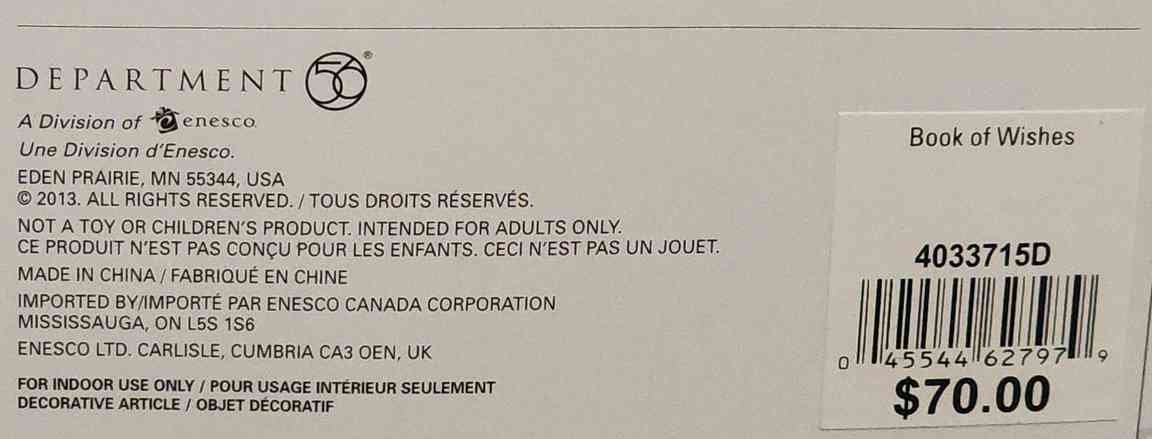 DEPARTMENT 56®
A Division of enesco.
Une Division d'Enesco.
EDEN PRAIRIE, MN 55344, USA
© 2013. ALL RIGHTS RESERVED. / TOUS DROITS RÉSERVÉS.
NOT A TOY OR CHILDREN'S PRODUCT. INTENDED FOR ADULTS ONLY.
CE PRODUIT N'EST PAS CONÇU POUR LES ENFANTS. CECI N'EST PAS UN JOUET.
MADE IN CHINA / FABRIQUÉ EN CHINE
IMPORTED BY/IMPORTÉ PAR ENESCO CANADA CORPORATION
MISSISSAUGA, ON L5S 1S6
ENESCO LTD. CARLISLE, CUMBRIA CA3 OEN, UK
FOR INDOOR USE ONLY / POUR USAGE INTÉRIEUR SEULEMENT
DECORATIVE ARTICLE / OBJET DÉCORATIF
Book of Wishes
4033715D
0 45544 62797 9
$70.00